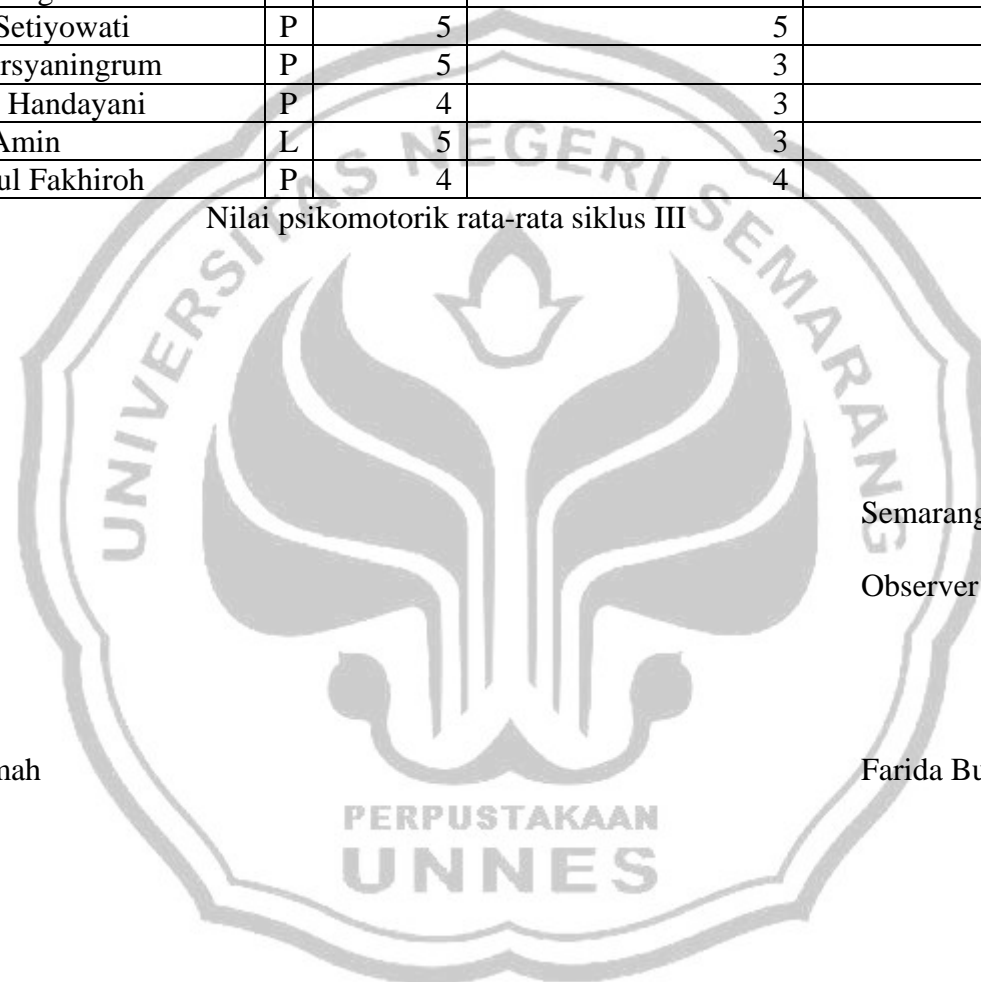 Setiyowati P 5 5
rsyaningrum P 5 3
Handayani P 4 3
Amin L 5 3
ul Fakhiroh P 4 4
Nilai psikomotorik rata-rata siklus III
UNIVERSITAS NEGERI SEMARANG
Semarang
Observer
mah Farida Bu
PERPUSTAKAAN
UNNES